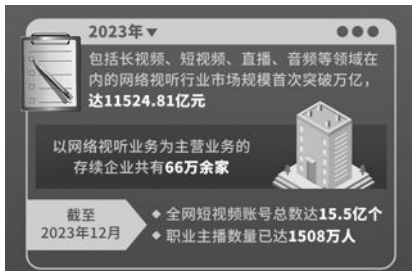 2023年▼
包括长视频、短视频、直播、音频等领域在
内的网络视听行业市场规模首次突破万亿，
达11524.81亿元
以网络视听业务为主营业务的
存续企业共有66万余家
截至
2023年12月
◆ 全网短视频账号总数达15.5亿个
◆ 职业主播数量已达1508万人